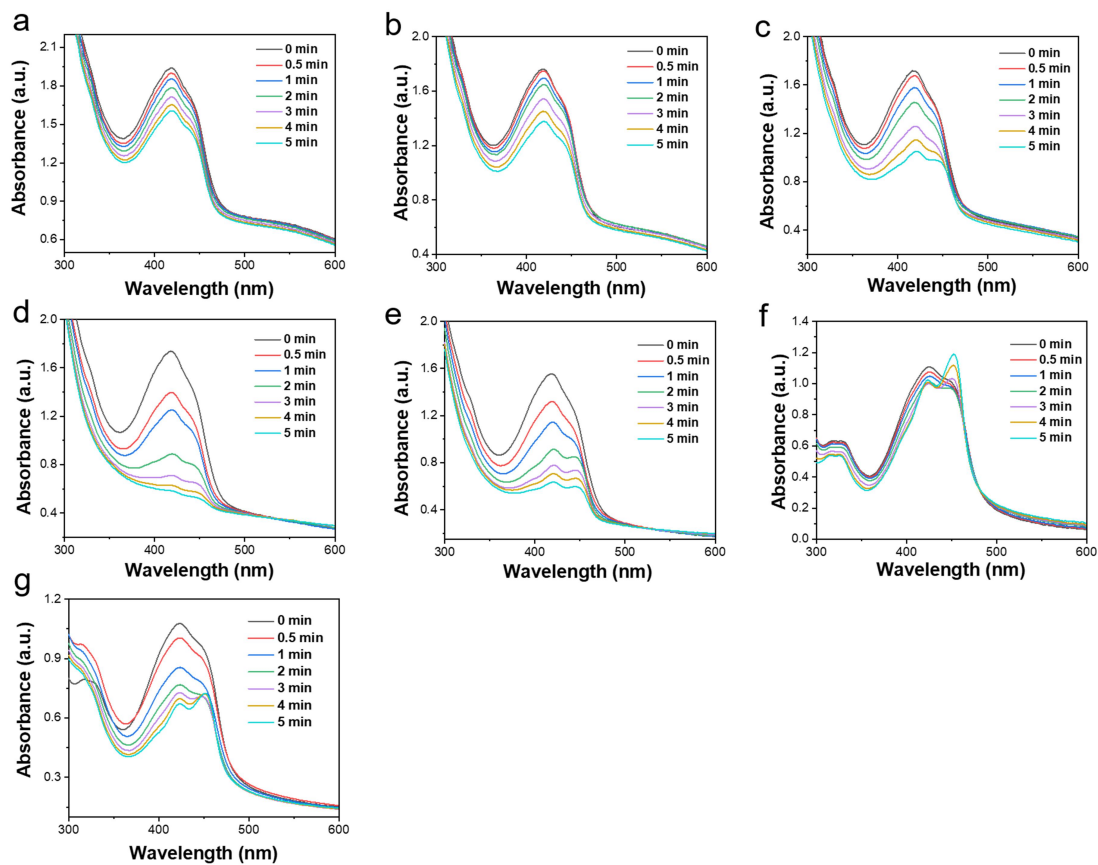 a
2.1
1.8
1.5
1.2
0.9
0.6
Absorbance (a.u.)
300 400 500 600
Wavelength (nm)
0 min
0.5 min
1 min
2 min
3 min
4 min
5 min
b
2.0
1.6
1.2
0.8
0.4
Absorbance (a.u.)
300 400 500 600
Wavelength (nm)
0 min
0.5 min
1 min
2 min
3 min
4 min
5 min
c
2.0
1.6
1.2
0.8
0.4
Absorbance (a.u.)
300 400 500 600
Wavelength (nm)
0 min
0.5 min
1 min
2 min
3 min
4 min
5 min
d
2.0
1.6
1.2
0.8
0.4
Absorbance (a.u.)
300 400 500 600
Wavelength (nm)
0 min
0.5 min
1 min
2 min
3 min
4 min
5 min
e
2.0
1.6
1.2
0.8
0.4
Absorbance (a.u.)
300 400 500 600
Wavelength (nm)
0 min
0.5 min
1 min
2 min
3 min
4 min
5 min
f
1.4
1.2
1.0
0.8
0.6
0.4
0.2
0.0
Absorbance (a.u.)
300 400 500 600
Wavelength (nm)
0 min
0.5 min
1 min
2 min
3 min
4 min
5 min
g
1.2
0.9
0.6
0.3
Absorbance (a.u.)
300 400 500 600
Wavelength (nm)
0 min
0.5 min
1 min
2 min
3 min
4 min
5 min